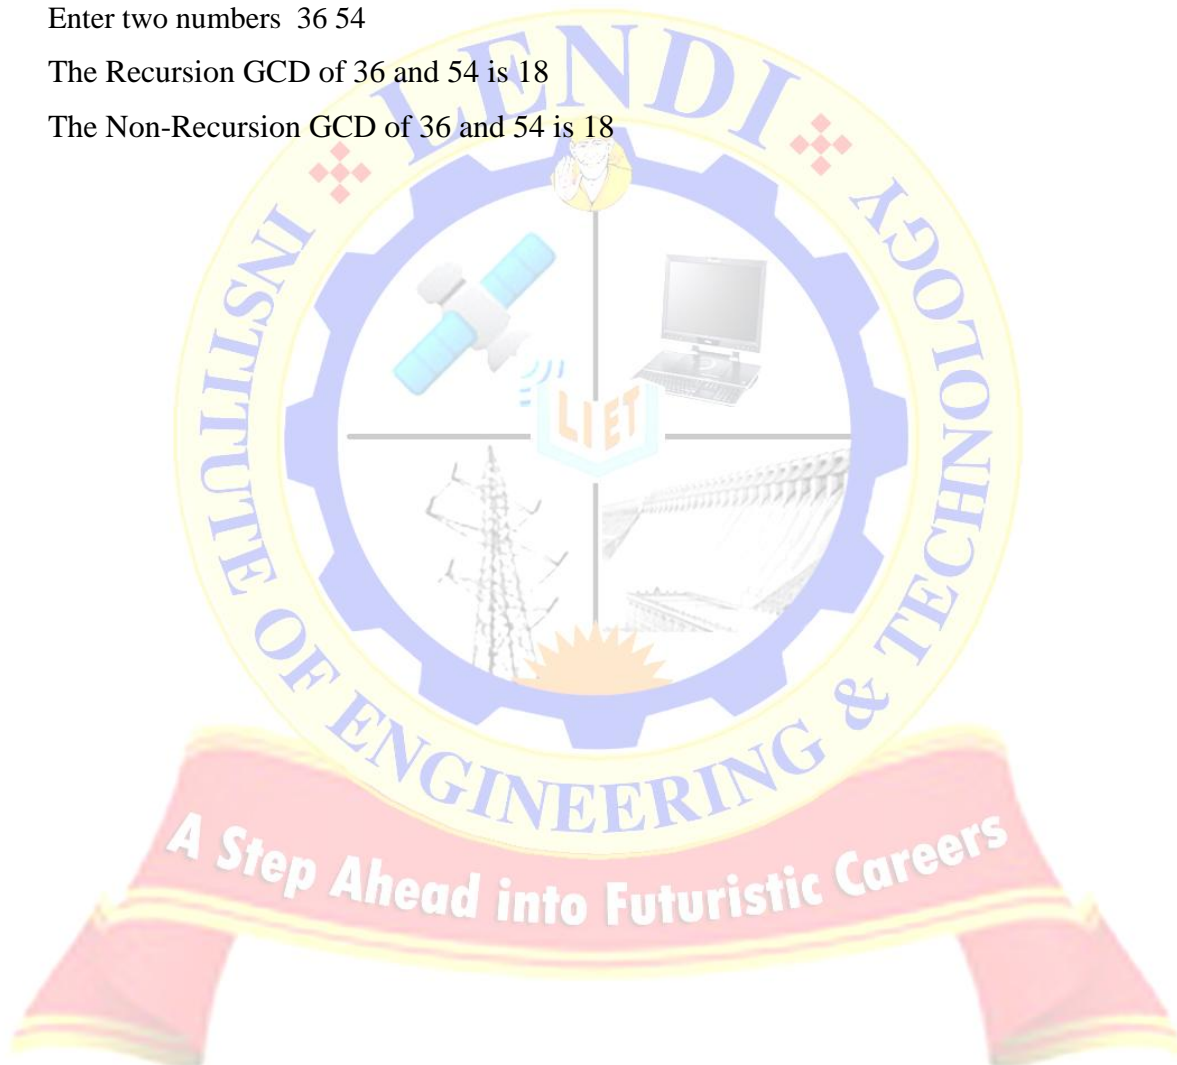 Enter two numbers  36 54
The Recursion GCD of 36 and 54 is 18
The Non-Recursion GCD of 36 and 54 is 18
LENDI
INSTITUTE OF ENGINEERING & TECHNOLOGY
LIET
A Step Ahead into Futuristic Careers